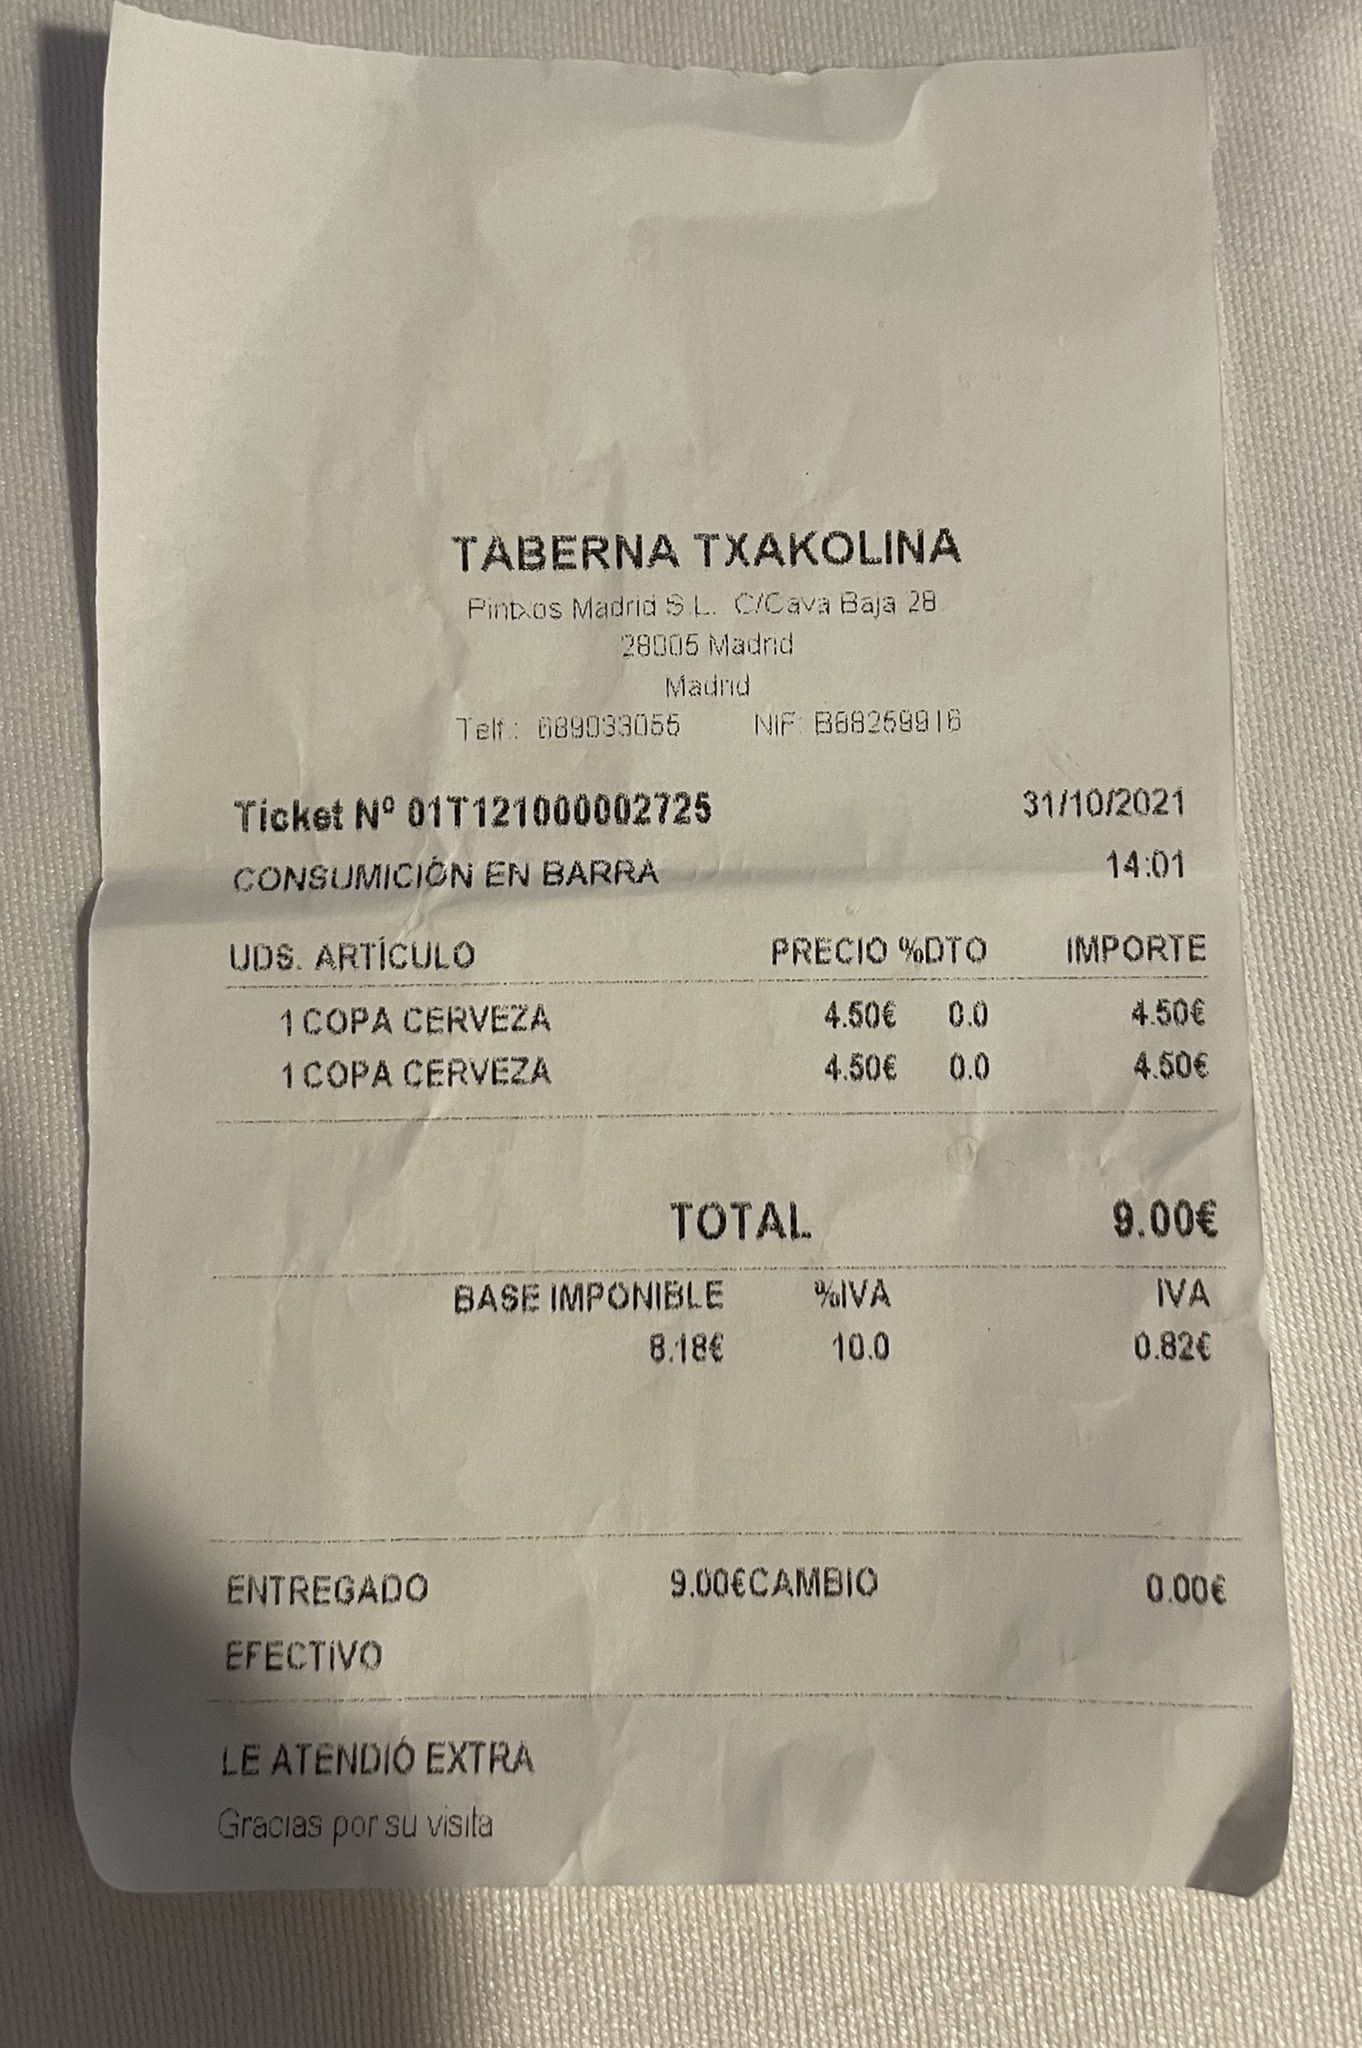 TABERNA TXAKOLINA
Pintxos Madrid S.L. C/Cava Baja 28
28005 Madrid
Madrid
Telf.: 689033055 NIF: B88259916
Ticket Nº 01T121000002725 31/10/2021
CONSUMICIÓN EN BARRA 14:01
UDS. ARTÍCULO PRECIO %DTO IMPORTE
1 COPA CERVEZA 4.50€ 0.0 4.50€
1 COPA CERVEZA 4.50€ 0.0 4.50€
TOTAL 9.00€
BASE IMPONIBLE %IVA IVA
8.18€ 10.0 0.82€
ENTREGADO 9.00€CAMBIO 0.00€
EFECTIVO
LE ATENDIÓ EXTRA
Gracias por su visita